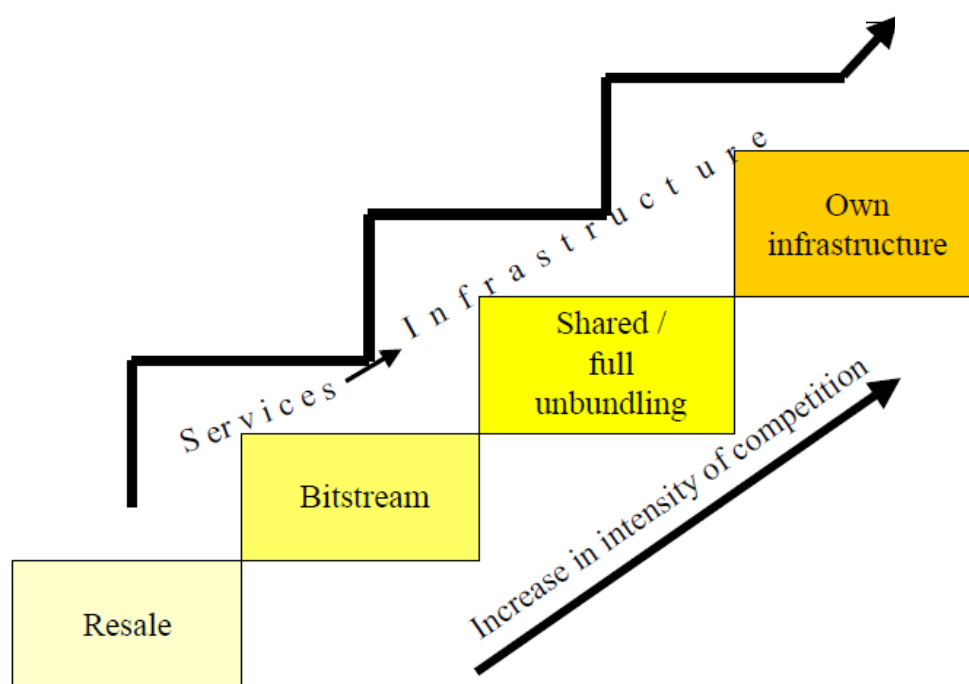 Own
infrastructure
Services → Infrastructure
Shared /
full
unbundling
Bitstream
Resale
Increase in intensity of competition